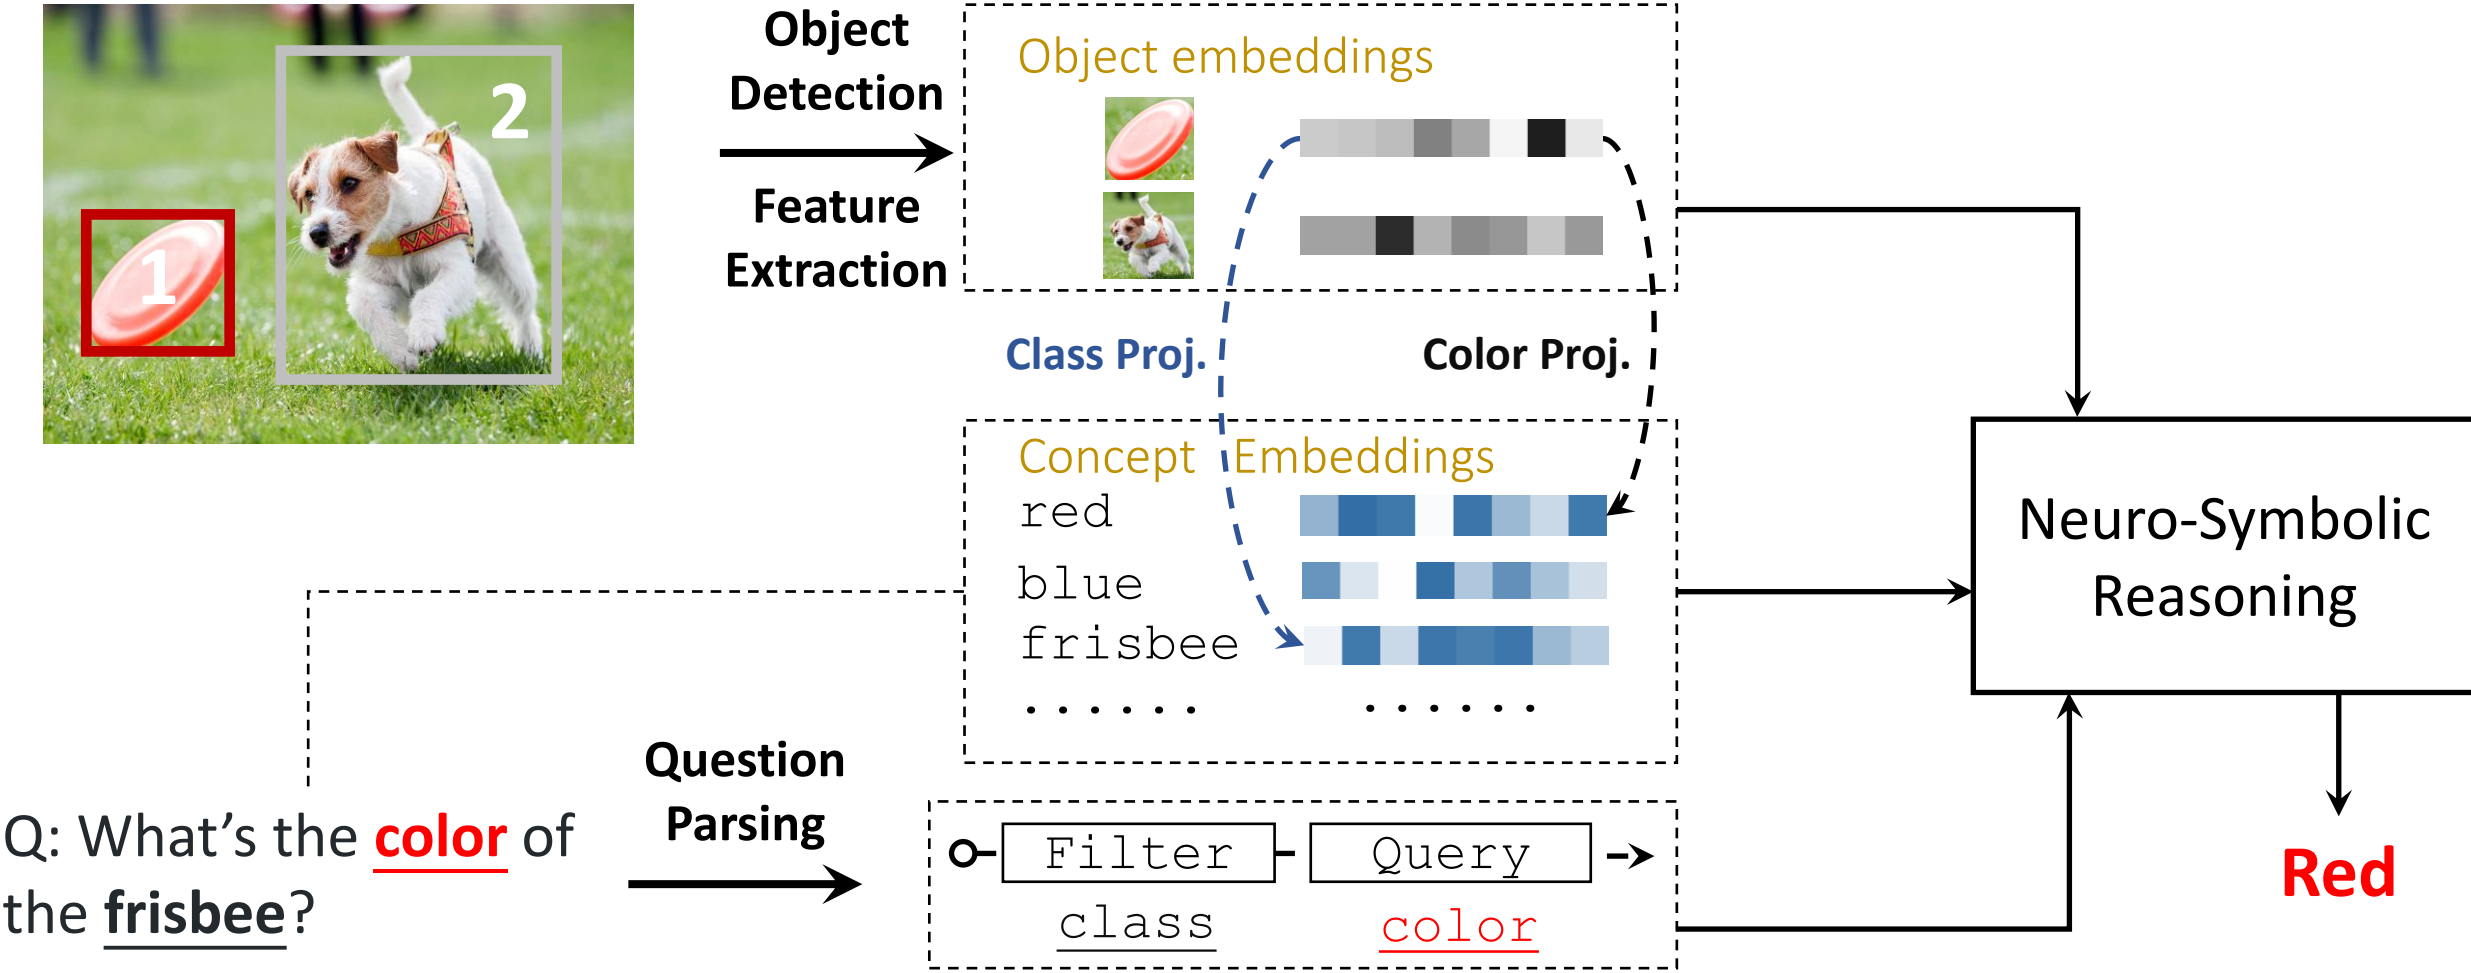 1
2
Object
Detection
Feature
Extraction
Object embeddings
Class Proj.
Color Proj.
Concept Embeddings
red
blue
frisbee
......
......
Neuro-Symbolic
Reasoning
Q: What's the color of
the frisbee?
Question
Parsing
Filter
Query
class
color
Red